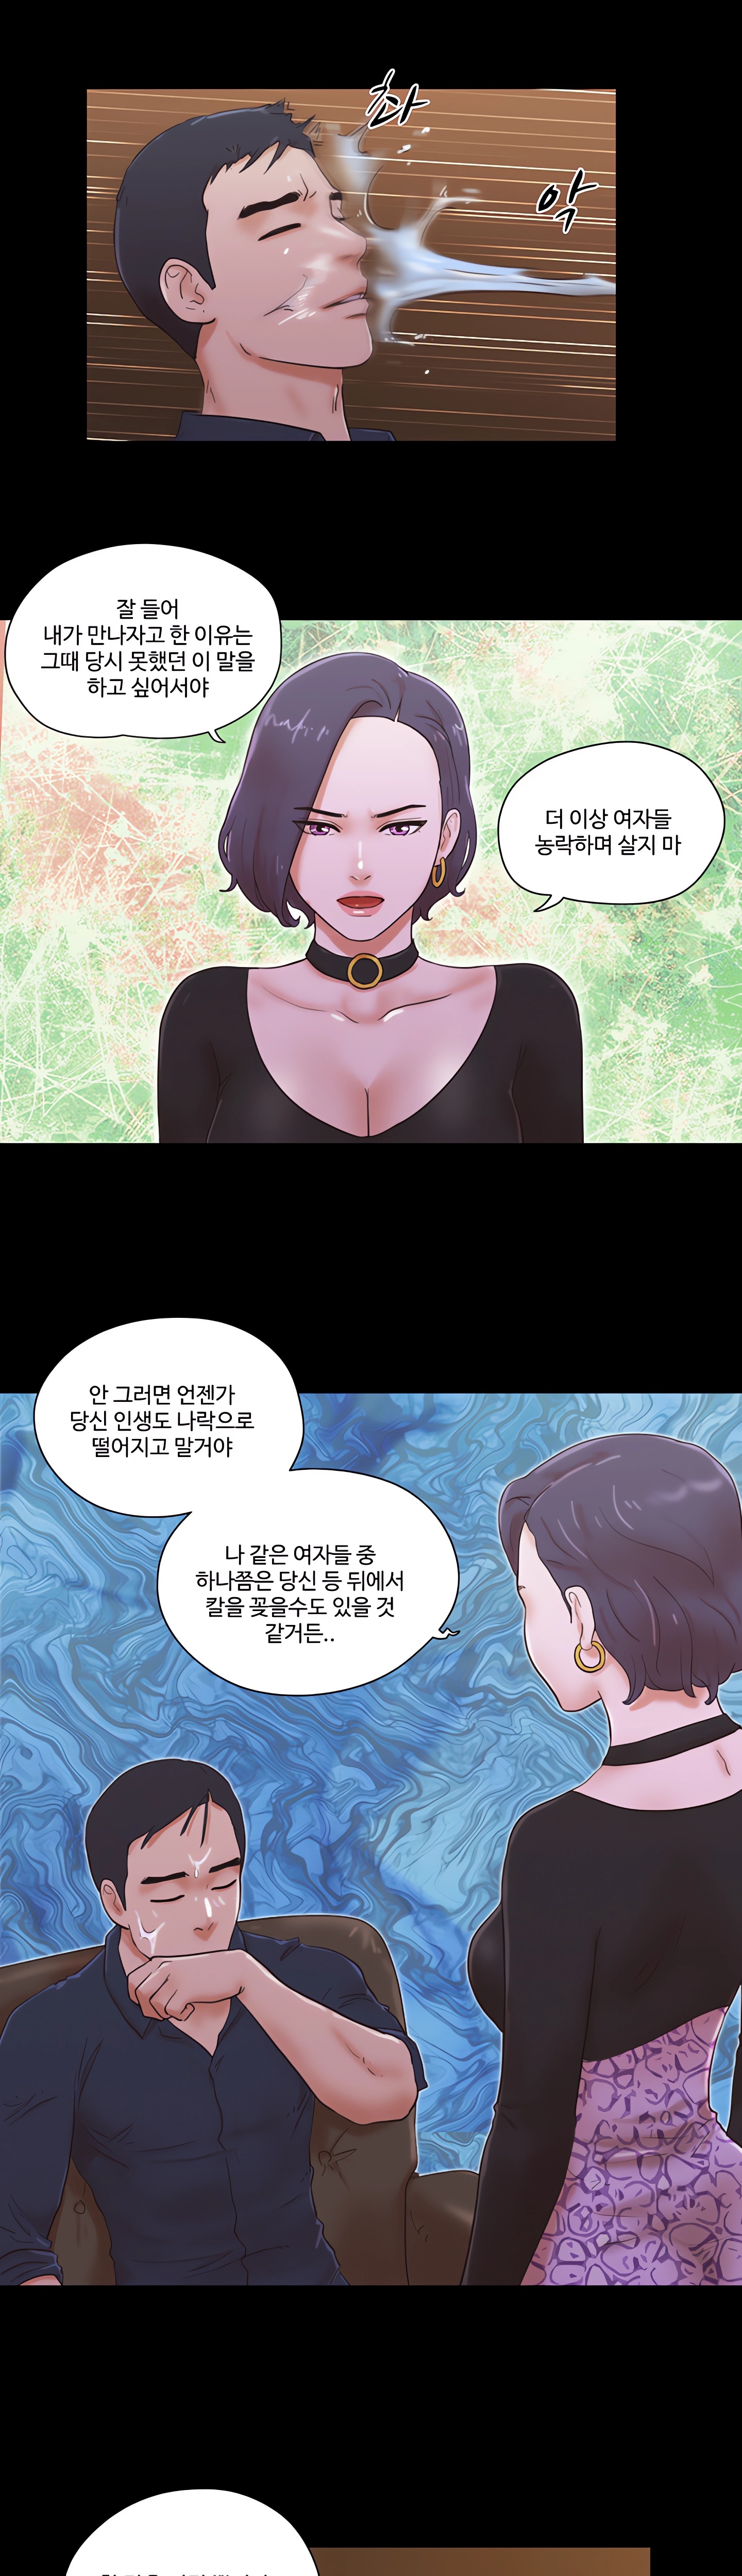 화
악
잘 들어
내가 만나자고 한 이유는
그때 당시 못했던 이 말을
하고 싶어서야
더 이상 여자들
농락하며 살지 마
안 그러면 언젠가
당신 인생도 나락으로
떨어지고 말거야
나 같은 여자들 중
하나쯤은 당신 등 뒤에서
칼을 꽂을수도 있을 것
같거든..